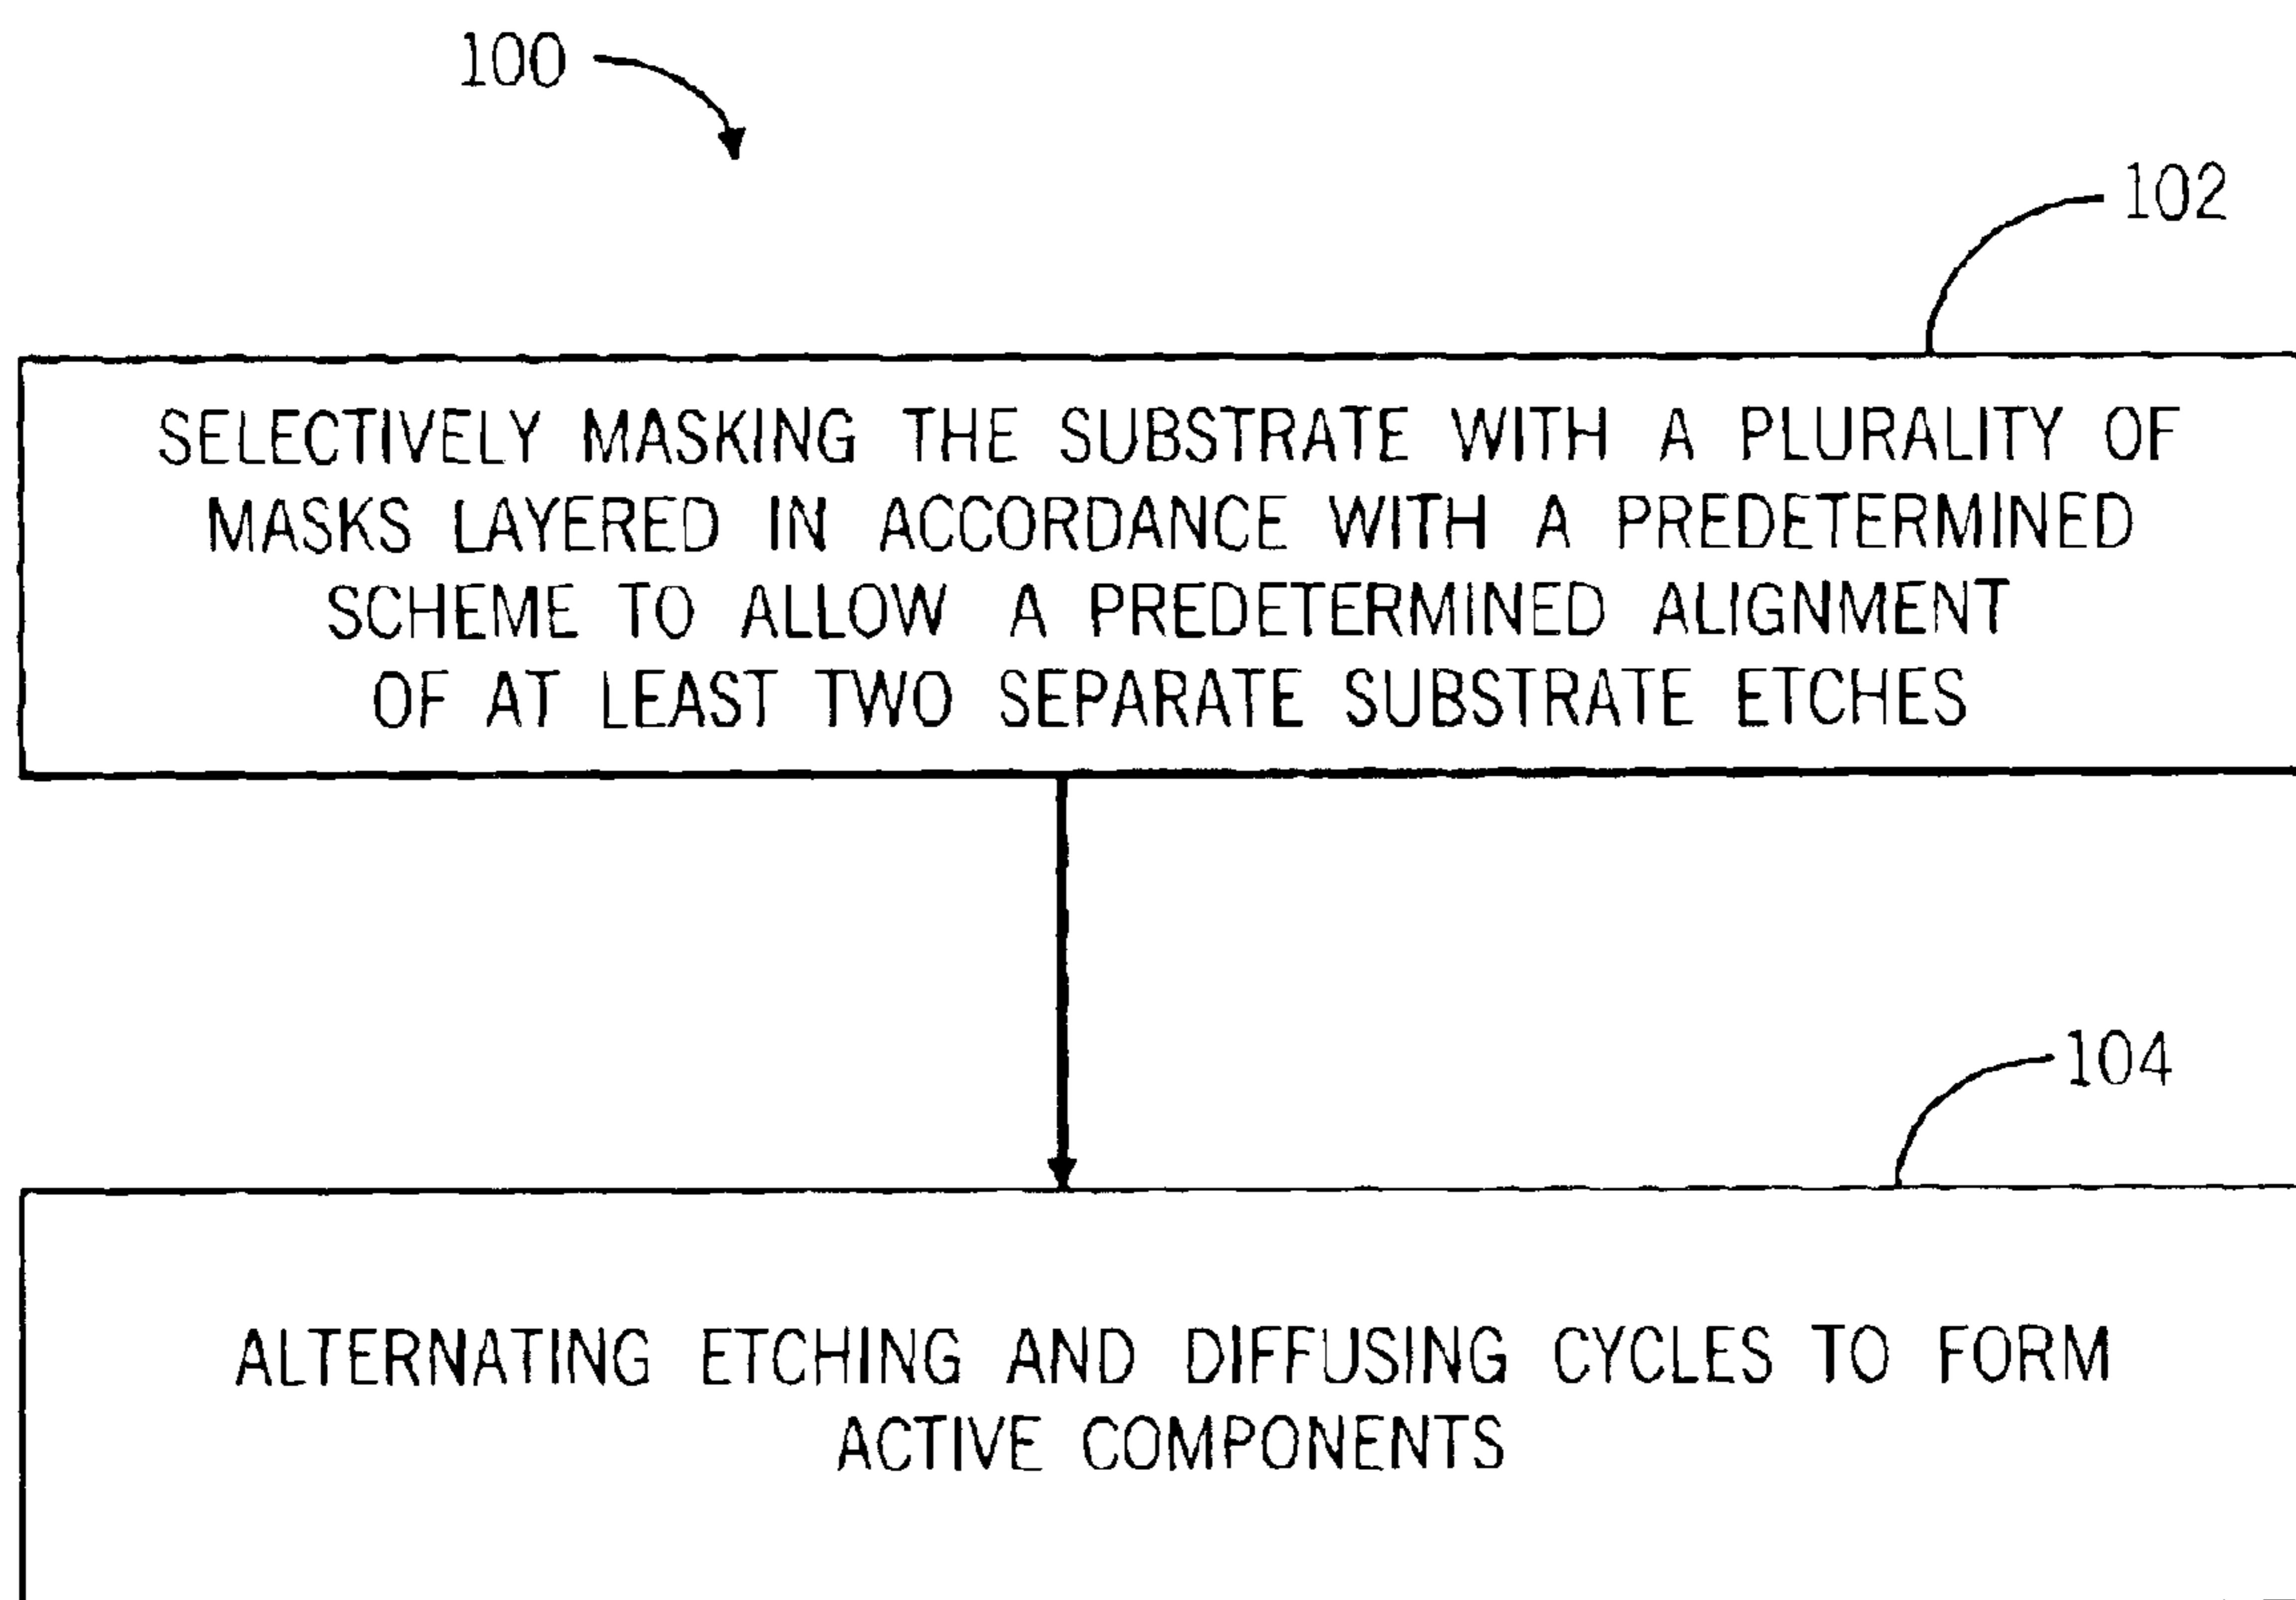 100
102
SELECTIVELY MASKING THE SUBSTRATE WITH A PLURALITY OF
MASKS LAYERED IN ACCORDANCE WITH A PREDETERMINED
SCHEME TO ALLOW A PREDETERMINED ALIGNMENT
OF AT LEAST TWO SEPARATE SUBSTRATE ETCHES
104
ALTERNATING ETCHING AND DIFFUSING CYCLES TO FORM
ACTIVE COMPONENTS